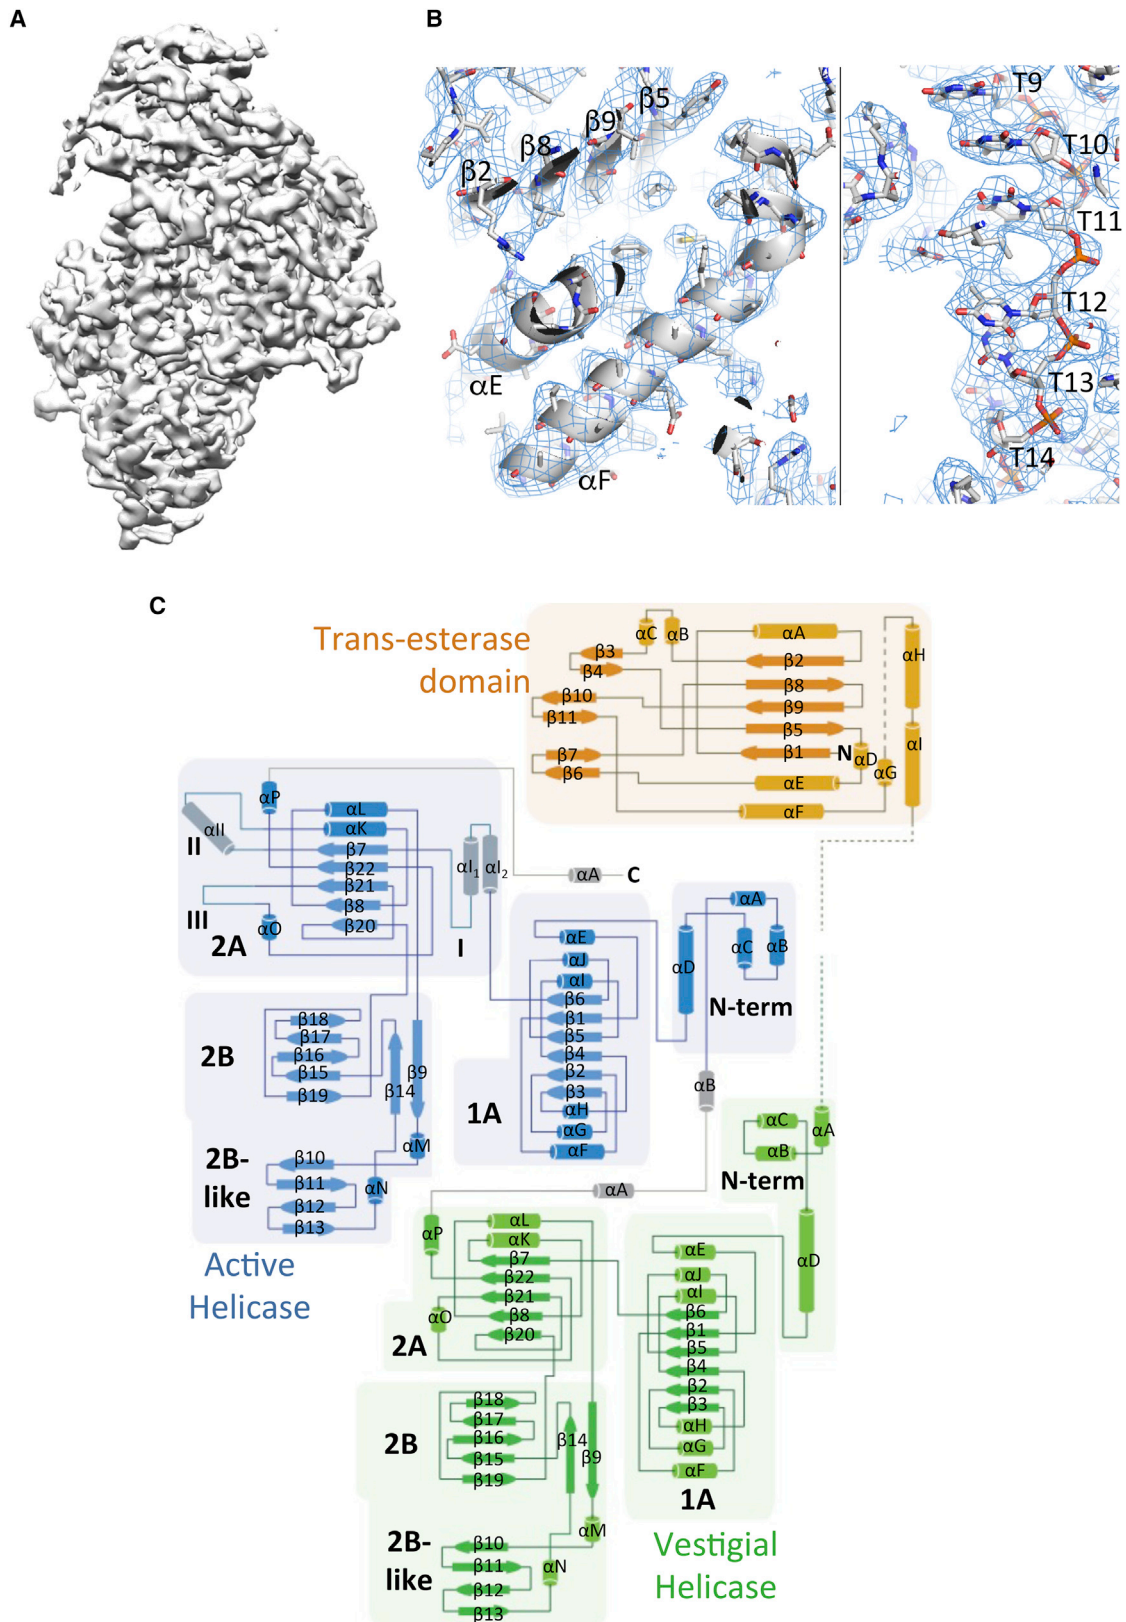 A
B
β2
β8
β9
β5
αE
αF
T9
T10
T11
T12
T13
T14
C
Trans-esterase
domain
αC
αB
αA
β3
β4
β2
αH
β8
β10
β9
β11
β5
β1
N
αD
β7
β6
αE
αG
αI
αF
αP
αL
αII
αK
II
β7
β22
αI1
αI2
β21
III
β8
αO
β20
2A
I
αA
C
αE
αJ
αI
β6
β1
β5
β4
β2
β3
αH
αG
αF
1A
αA
αC
αB
αD
N-term
αB
β18
β17
2B
β16
β15
β19
β14
β9
αM
2B-
like
β10
β11
αN
β12
β13
Active
Helicase
αA
αC
αA
αB
N-term
αD
αP
αL
αK
β7
β22
β21
αO
β8
β20
2A
αE
αJ
αI
β6
β1
β5
β4
β2
β3
αH
αG
αF
1A
β18
β17
2B
β16
β15
β19
β14
β9
αM
2B-
like
β10
β11
αN
β12
β13
Vestigial
Helicase